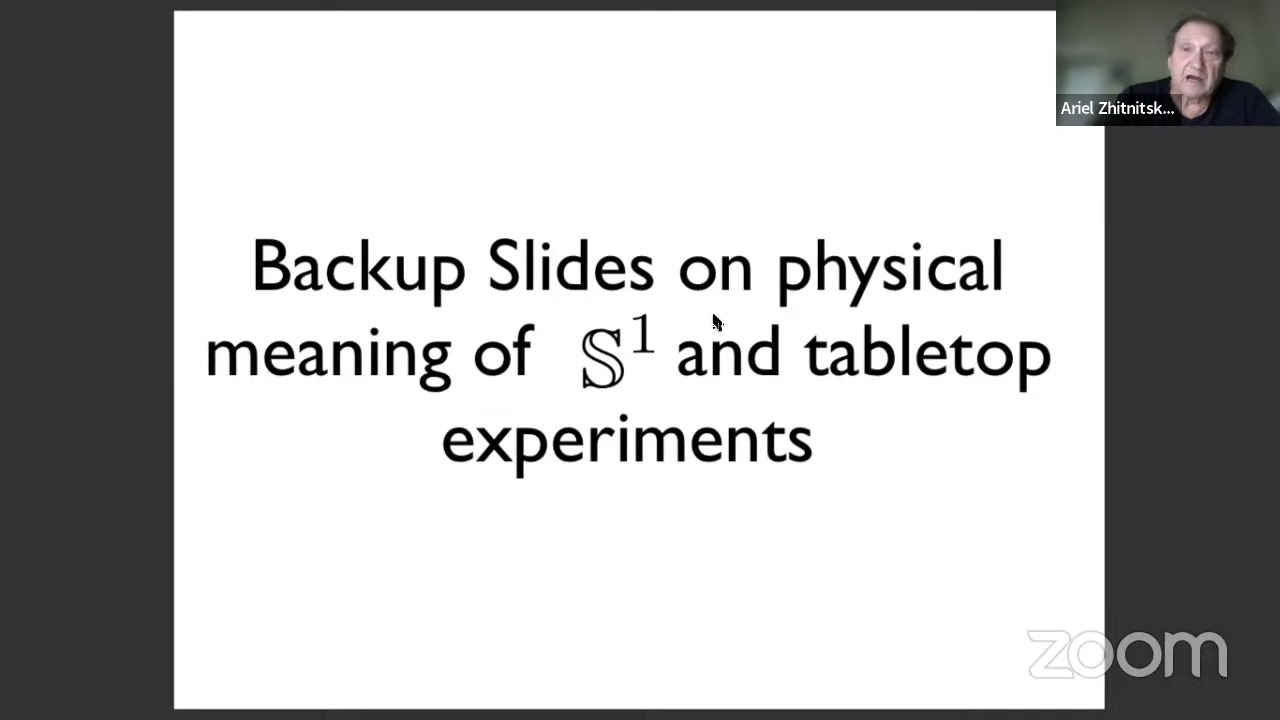 Ariel Zhitnitsk...
Backup Slides on physical
meaning of 𝕊¹ and tabletop
experiments
zoom